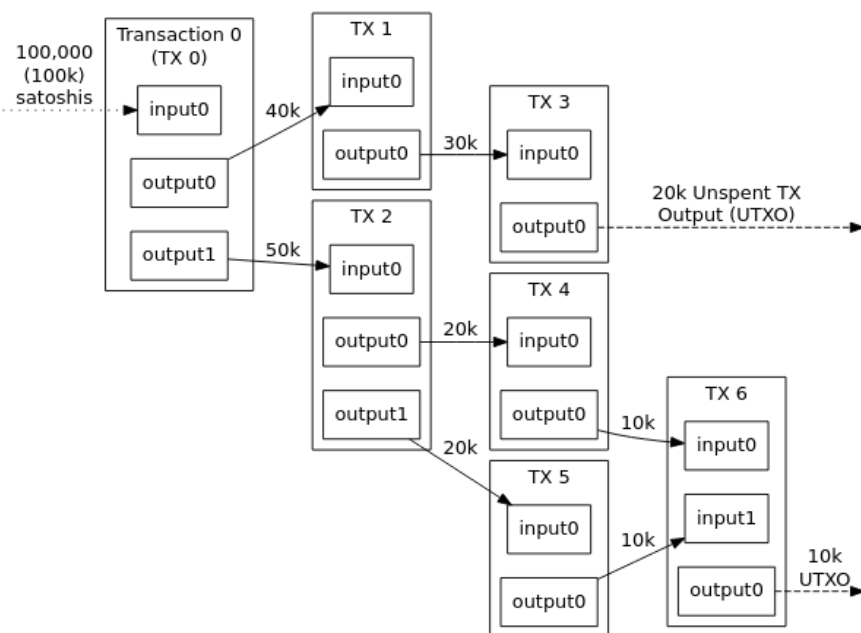 100,000
(100k)
satoshis
Transaction 0
(TX 0)
input0
output0
output1
40k
50k
TX 1
input0
output0
30k
TX 2
input0
output0
output1
20k
20k
TX 3
input0
output0
20k Unspent TX
Output (UTXO)
TX 4
input0
output0
10k
TX 5
input0
output0
10k
TX 6
input0
input1
output0
10k
UTXO